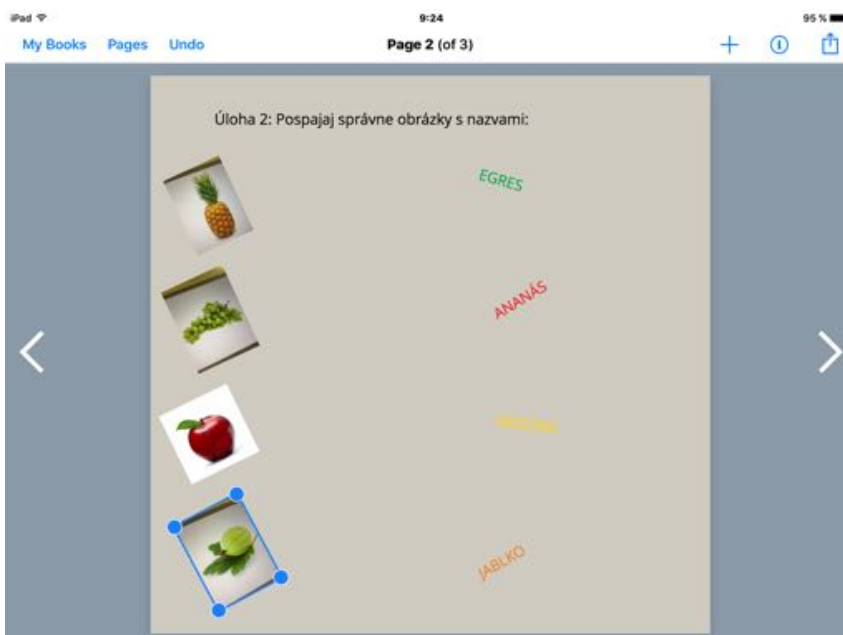 iPad 9:24 95 %
My Books Pages Undo Page 2 (of 3)
Úloha 2: Pospajaj správne obrázky s nazvami:
EGRES
ANANÁS
JABLKO